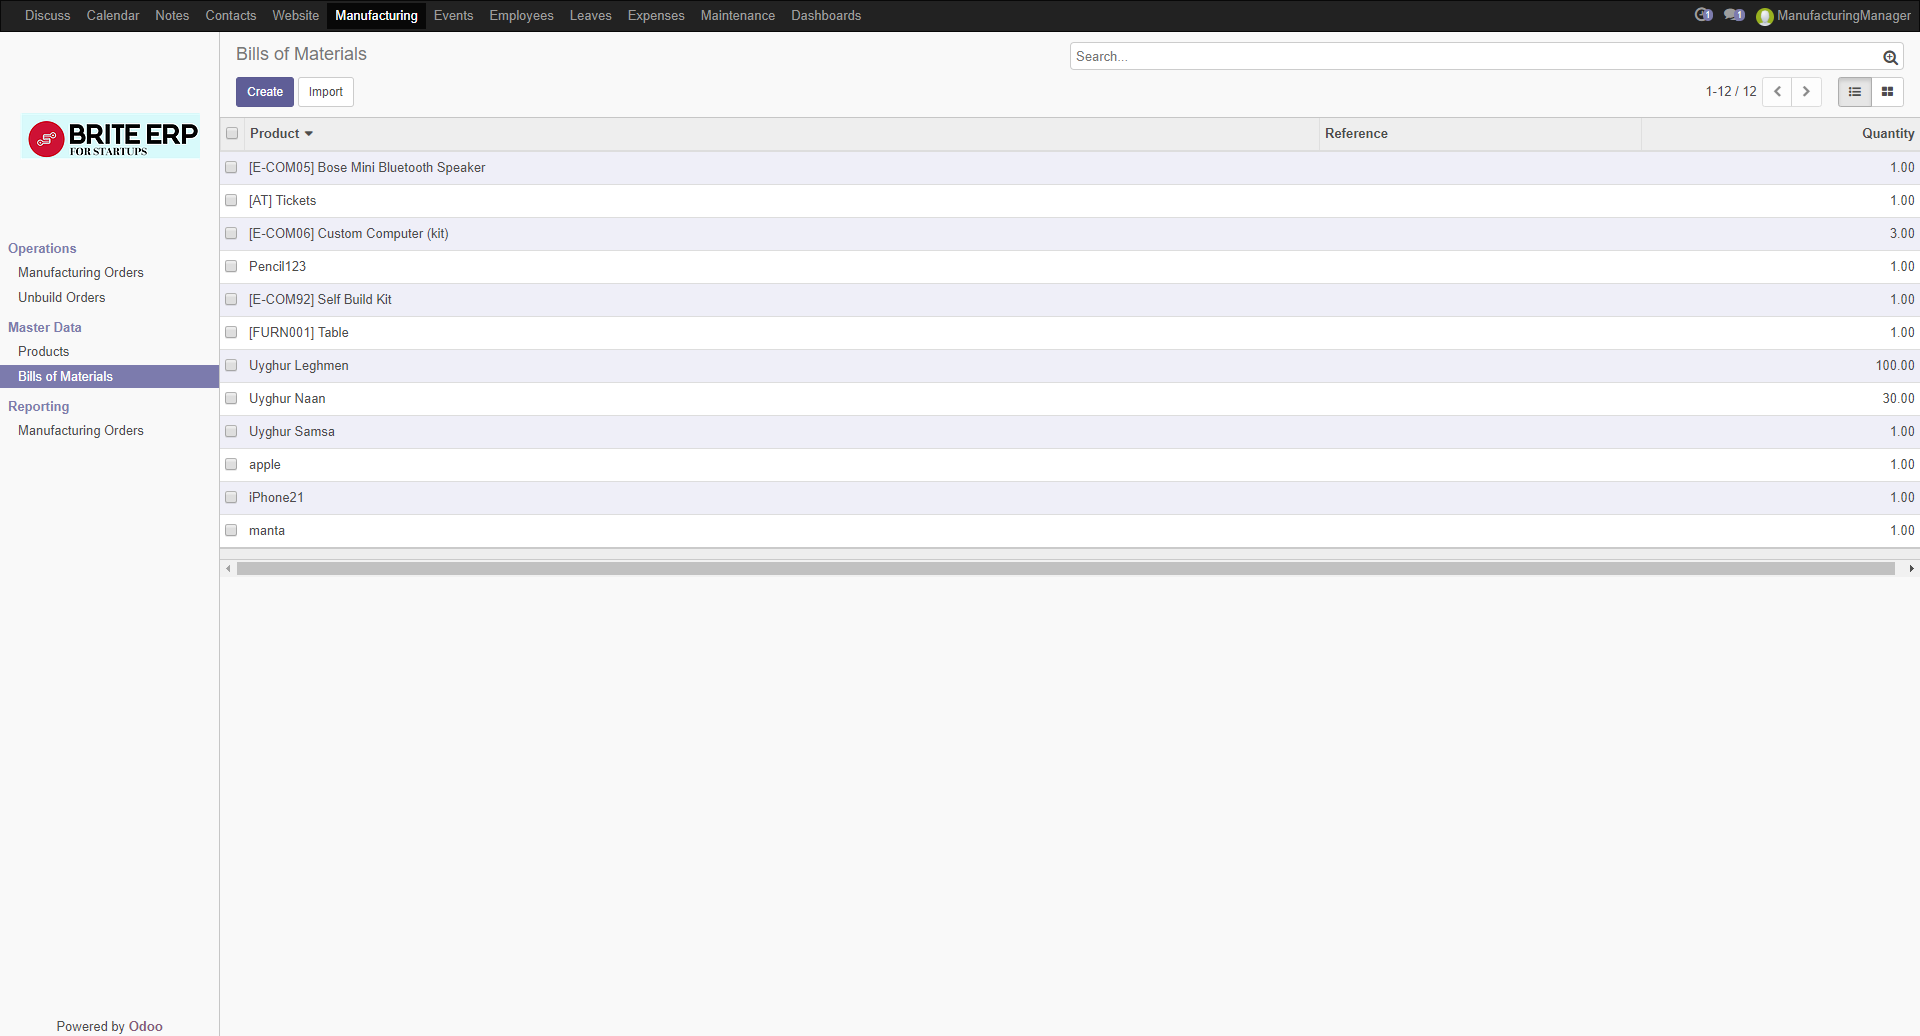 Discuss Calendar Notes Contacts Website Manufacturing Events Employees Leaves Expenses Maintenance Dashboards 1 1 ManufacturingManager
BRITE ERP
FOR STARTUPS
Operations
Manufacturing Orders
Unbuild Orders
Master Data
Products
Bills of Materials
Reporting
Manufacturing Orders
Powered by Odoo
Bills of Materials
Search...
Create Import
1-12 / 12
Product Reference Quantity
[E-COM05] Bose Mini Bluetooth Speaker 1.00
[AT] Tickets 1.00
[E-COM06] Custom Computer (kit) 3.00
Pencil123 1.00
[E-COM92] Self Build Kit 1.00
[FURN001] Table 1.00
Uyghur Leghmen 100.00
Uyghur Naan 30.00
Uyghur Samsa 1.00
apple 1.00
iPhone21 1.00
manta 1.00